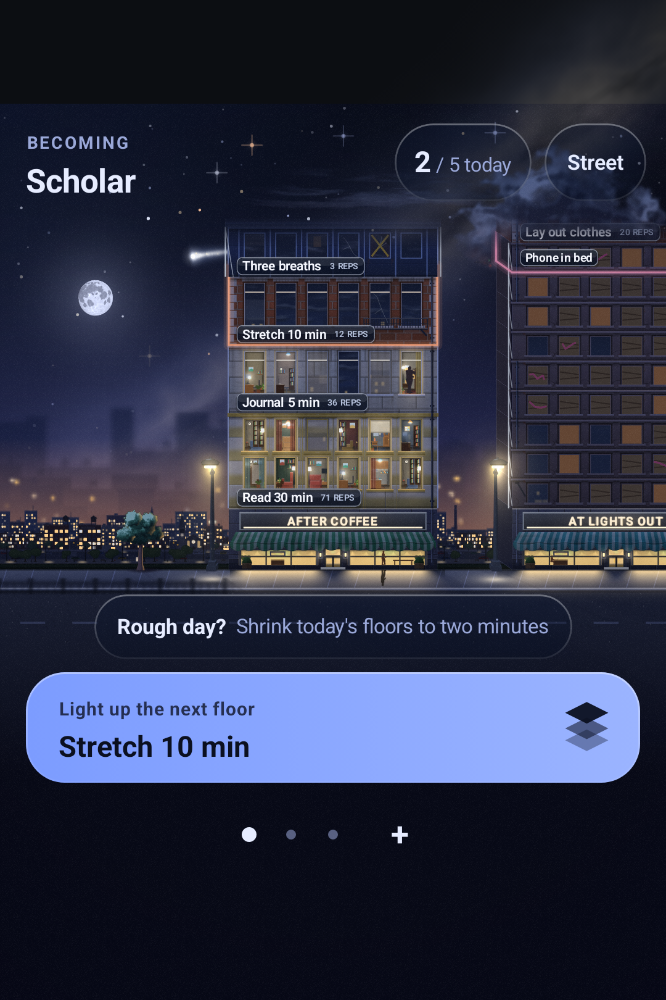 BECOMING
Scholar
2 / 5 today
Street
Lay out clothes 20 REPS
Phone in bed
Three breaths 3 REPS
Stretch 10 min 12 REPS
Journal 5 min 36 REPS
Read 30 min 71 REPS
AFTER COFFEE
AT LIGHTS OUT
Rough day? Shrink today's floors to two minutes
Light up the next floor
Stretch 10 min
+